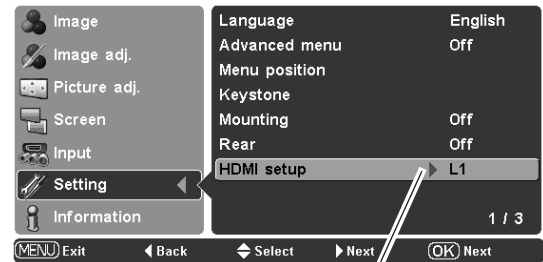 Image
Image adj.
Picture adj.
Screen
Input
Setting
Information
Language English
Advanced menu Off
Menu position
Keystone
Mounting Off
Rear Off
HDMI setup L1
1 / 3
MENU Exit Back Select Next OK Next